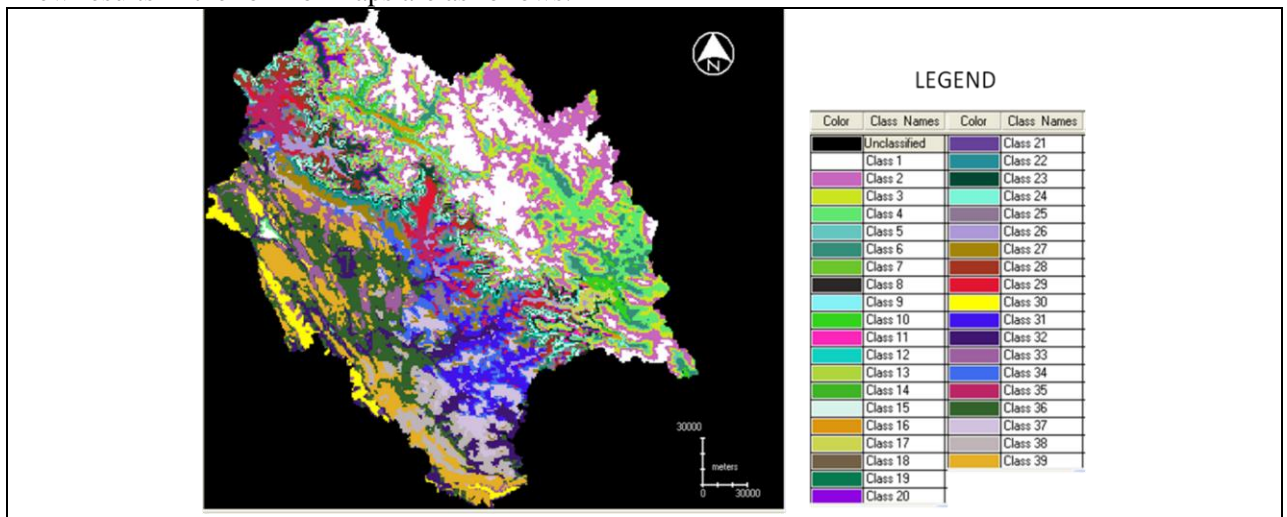 N
LEGEND
Color Class Names Color Class Names
Unclassified Class 21
Class 1 Class 22
Class 2 Class 23
Class 3 Class 24
Class 4 Class 25
Class 5 Class 26
Class 6 Class 27
Class 7 Class 28
Class 8 Class 29
Class 9 Class 30
Class 10 Class 31
Class 11 Class 32
Class 12 Class 33
Class 13 Class 34
Class 14 Class 35
Class 15 Class 36
Class 16 Class 37
Class 17 Class 38
Class 18 Class 39
Class 19
Class 20
30000
meters
0 30000